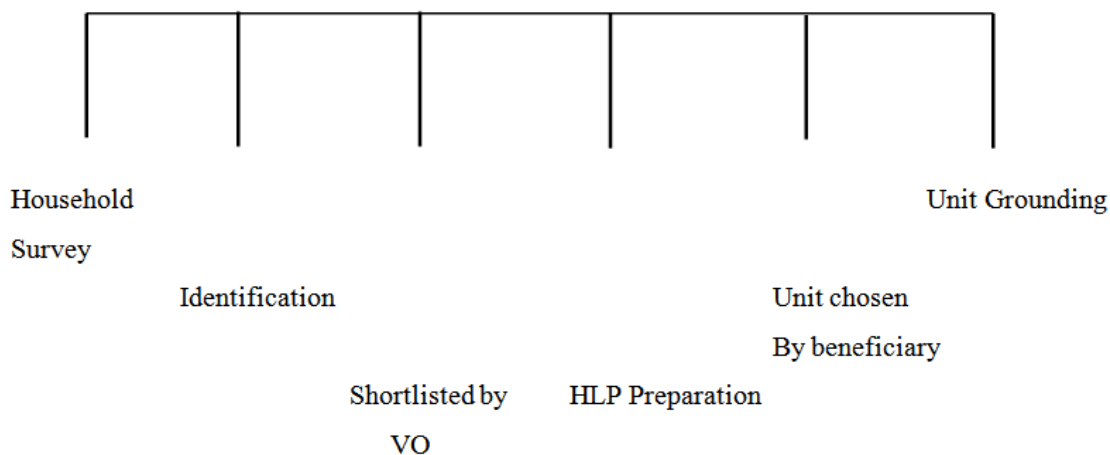 Household
Survey
Unit Grounding
Identification
Unit chosen
By beneficiary
Shortlisted by
VO
HLP Preparation